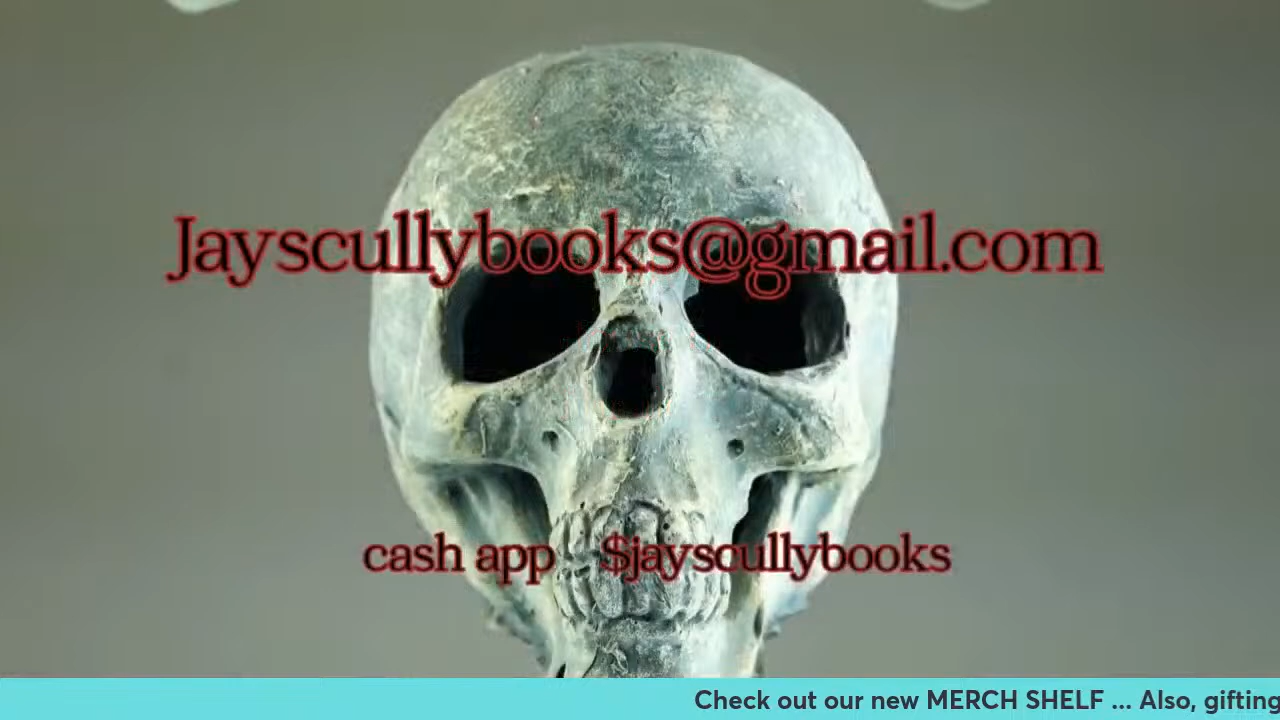 Jayscullybooks@gmail.com
cash app $jayscullybooks
Check out our new MERCH SHELF ... Also, gifting